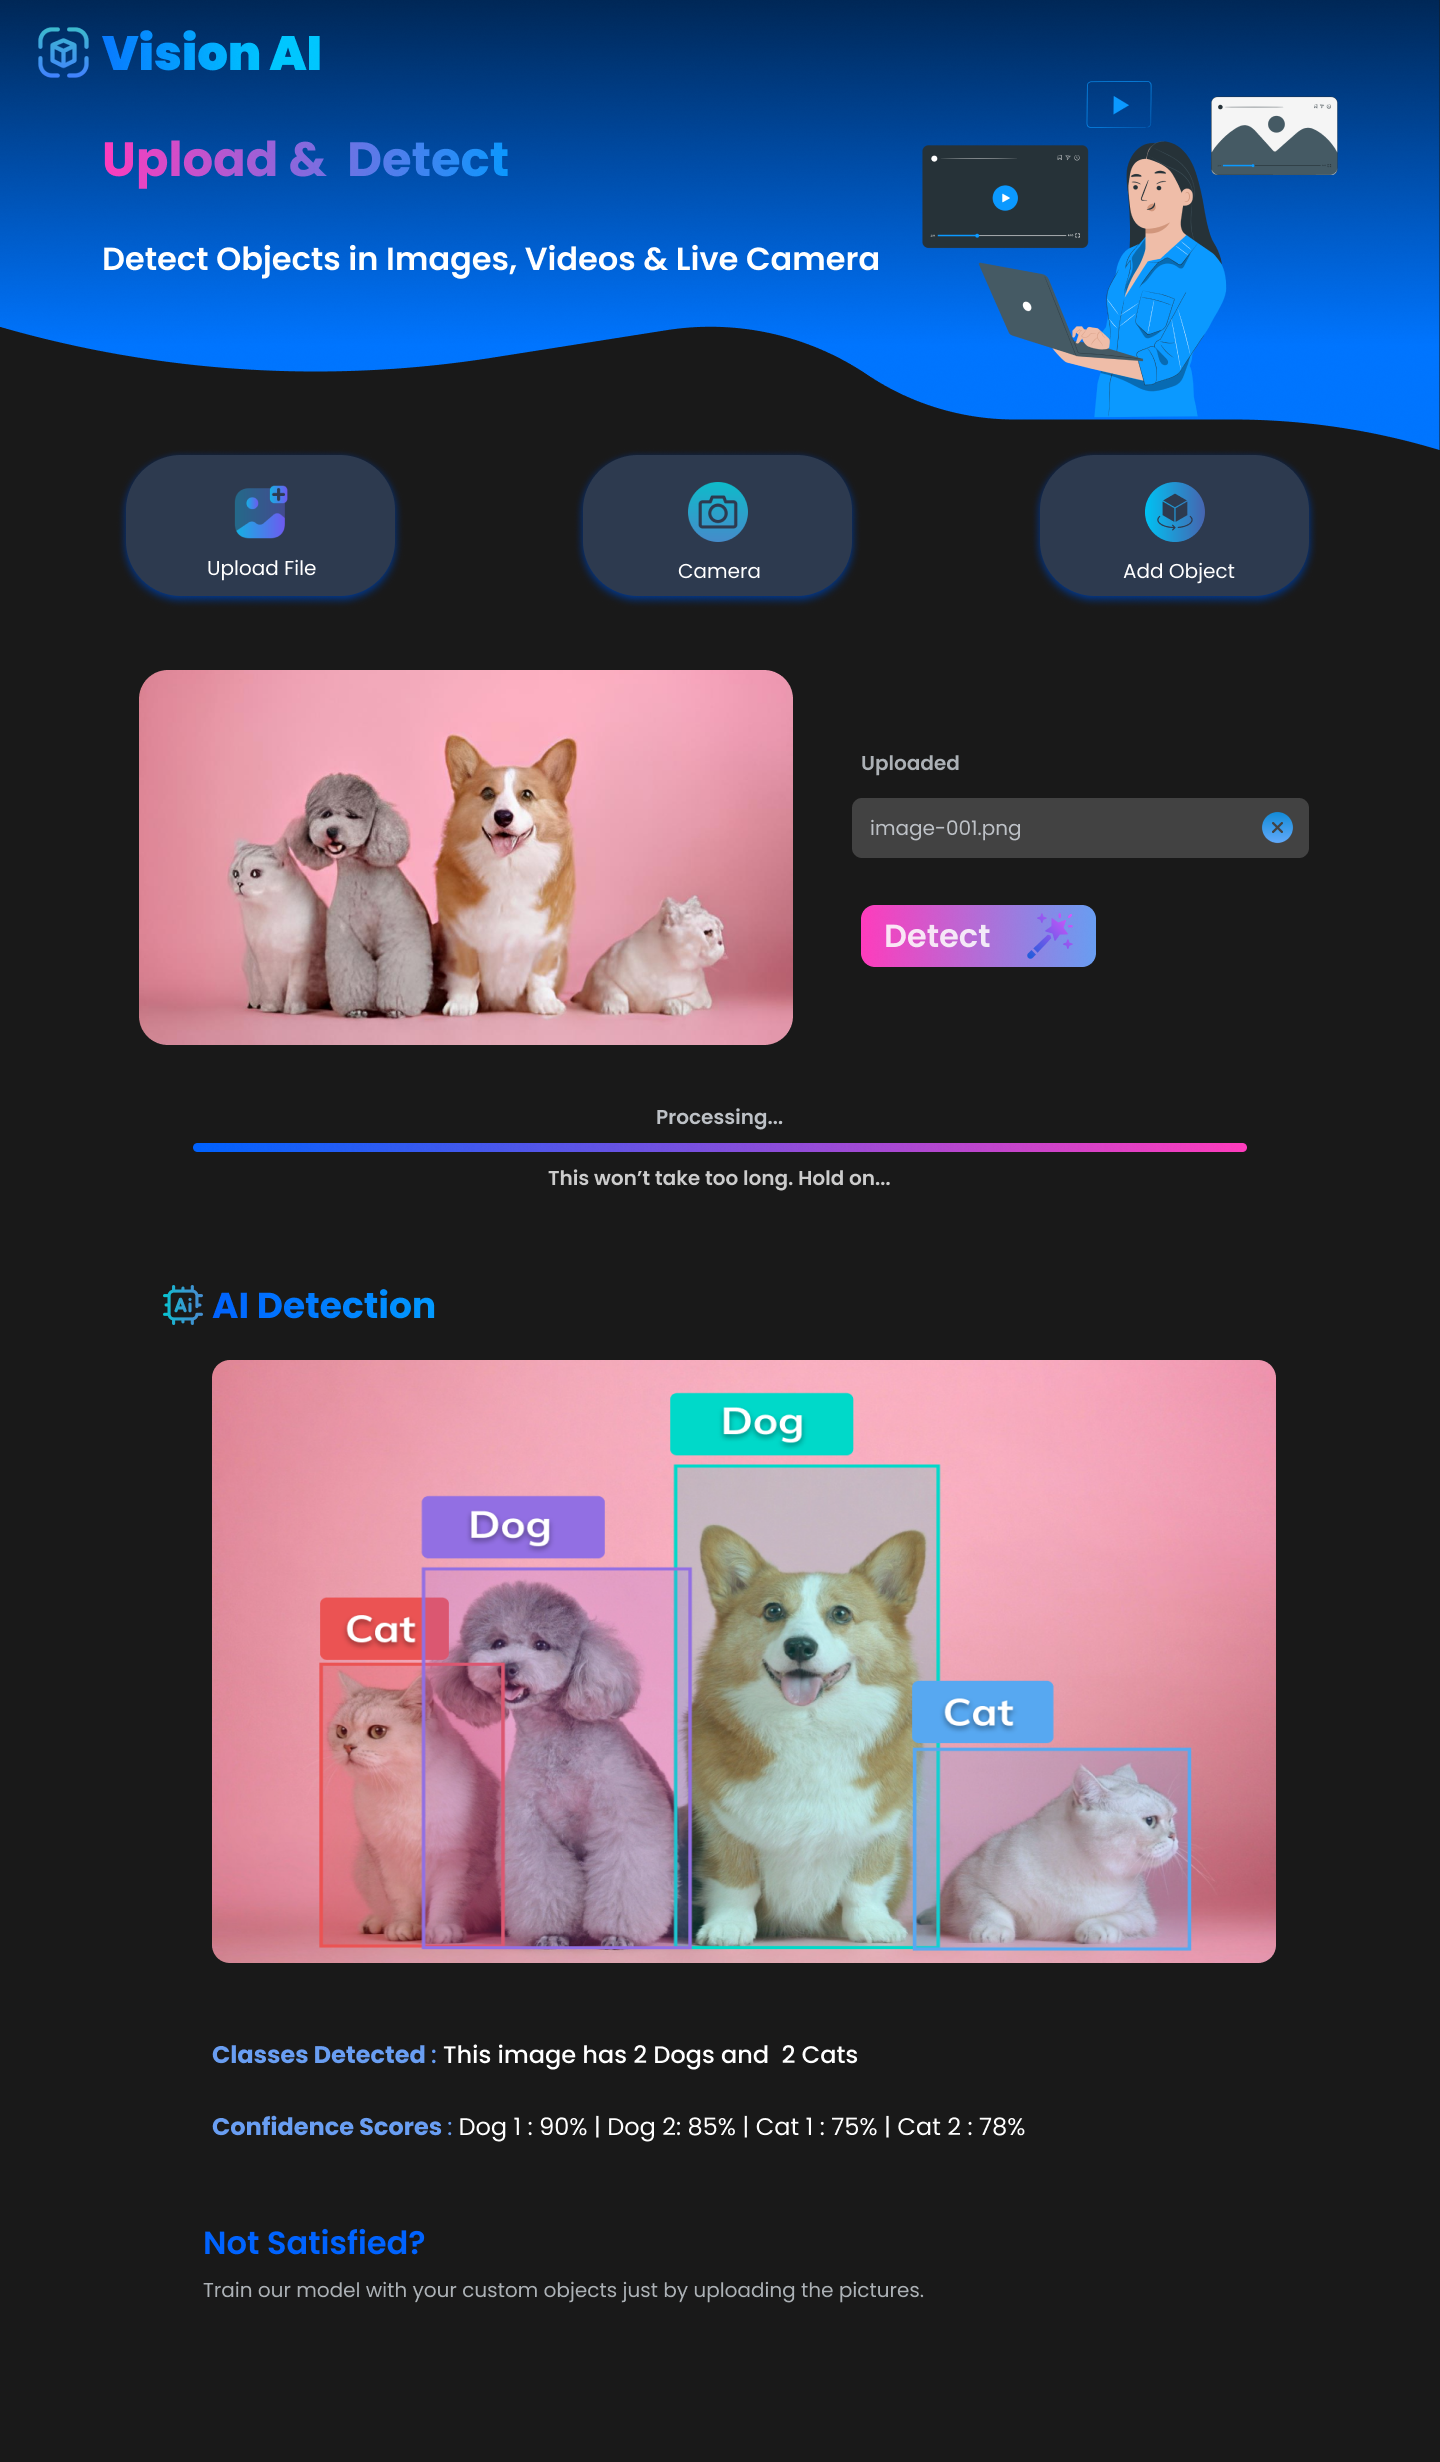 Vision AI
Upload & Detect
Detect Objects in Images, Videos & Live Camera
Upload File
Camera
Add Object
Uploaded
image-001.png
Detect
Processing...
This won’t take too long. Hold on...
Ai AI Detection
Dog
Dog
Cat
Cat
Classes Detected : This image has 2 Dogs and 2 Cats
Confidence Scores : Dog 1 : 90% | Dog 2: 85% | Cat 1 : 75% | Cat 2 : 78%
Not Satisfied?
Train our model with your custom objects just by uploading the pictures.